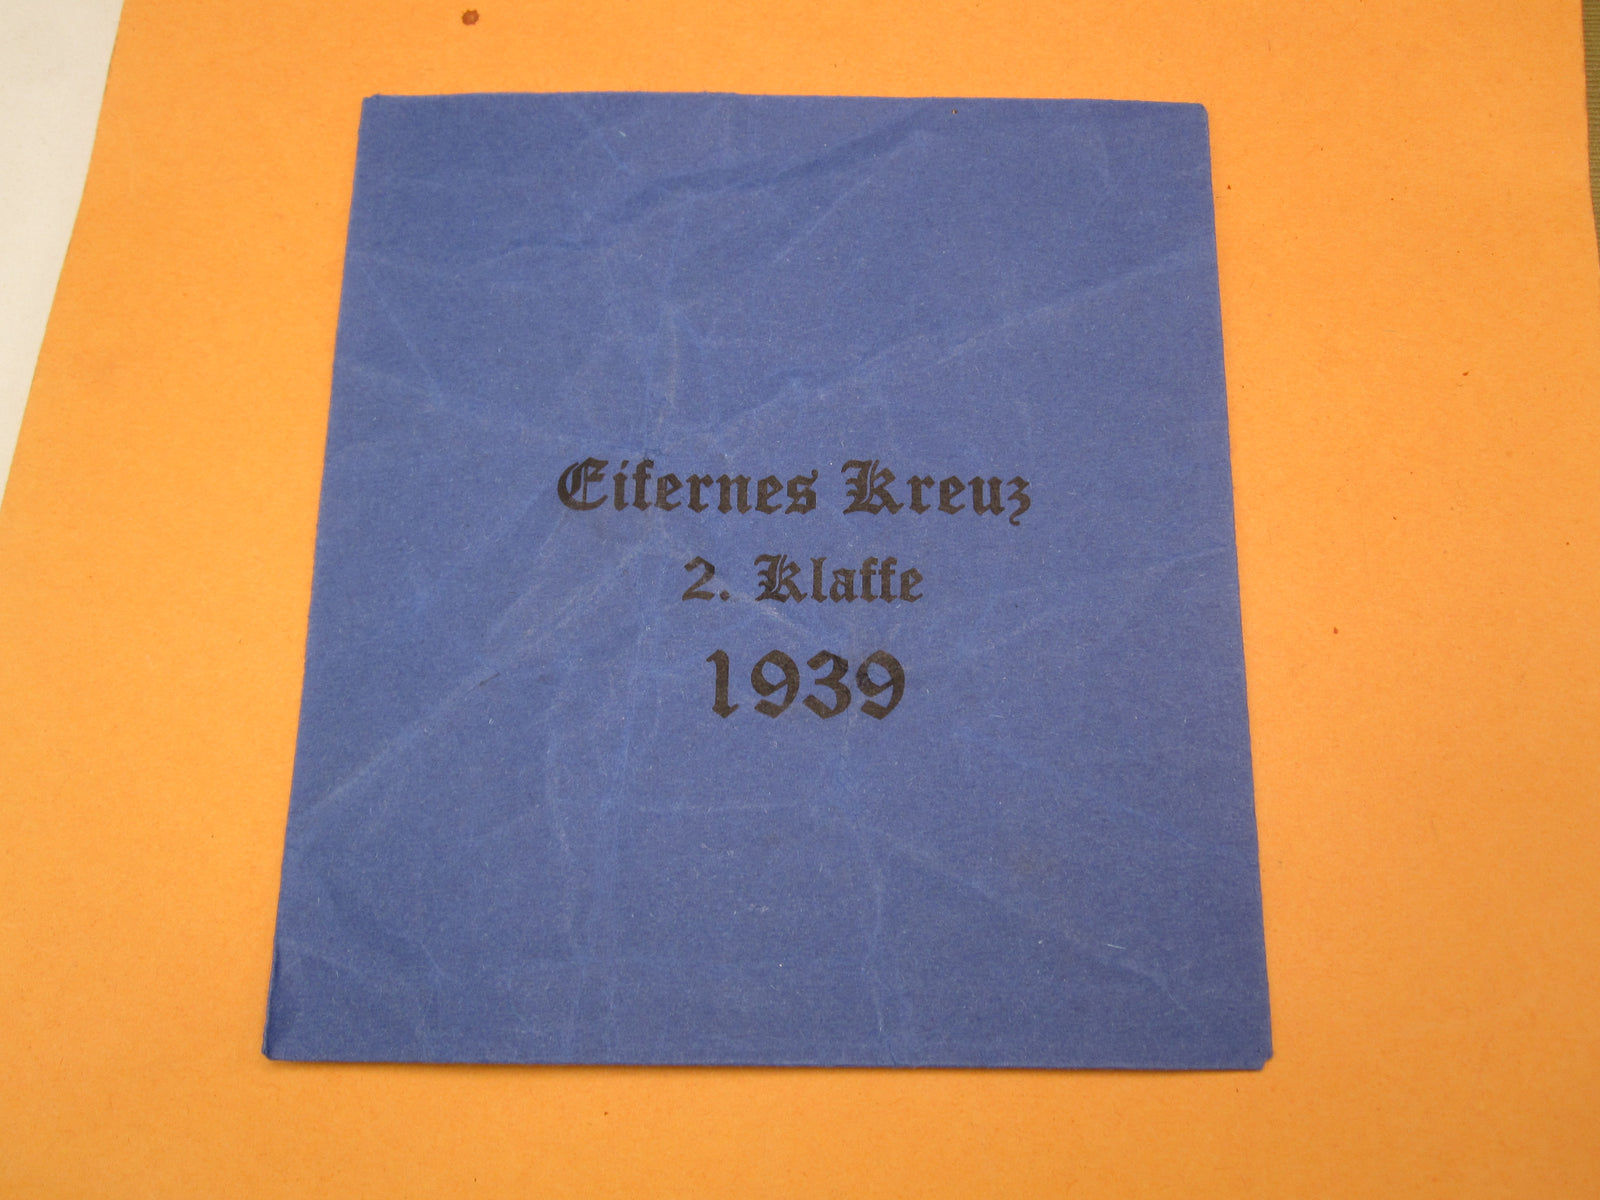 Eiſernes Kreuz
2. Klaſſe
1939